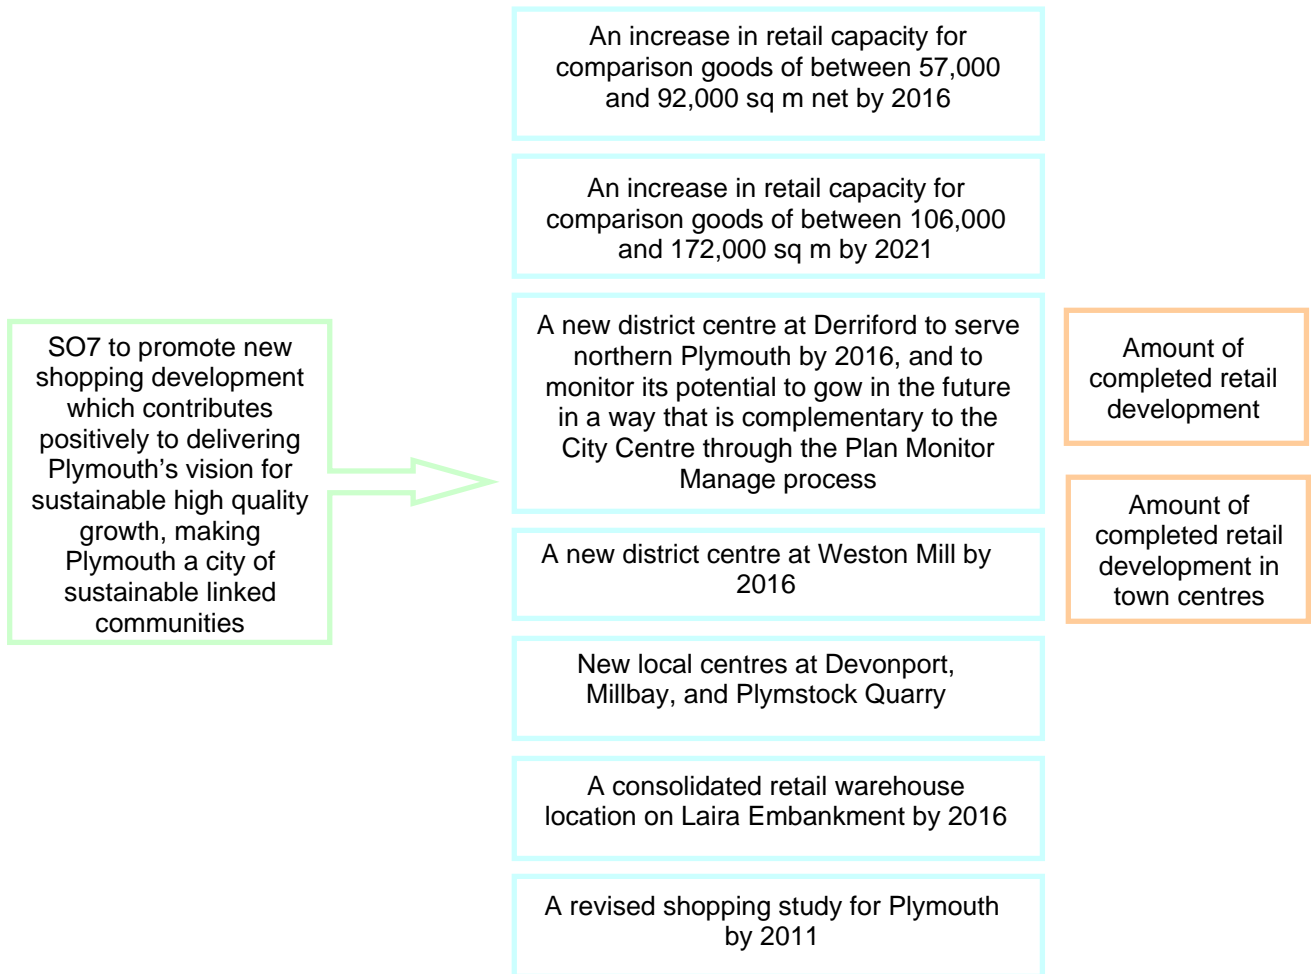 SO7 to promote new
shopping development
which contributes
positively to delivering
Plymouth’s vision for
sustainable high quality
growth, making
Plymouth a city of
sustainable linked
communities
An increase in retail capacity for
comparison goods of between 57,000
and 92,000 sq m net by 2016
An increase in retail capacity for
comparison goods of between 106,000
and 172,000 sq m by 2021
A new district centre at Derriford to serve
northern Plymouth by 2016, and to
monitor its potential to gow in the future
in a way that is complementary to the
City Centre through the Plan Monitor
Manage process
A new district centre at Weston Mill by
2016
New local centres at Devonport,
Millbay, and Plymstock Quarry
A consolidated retail warehouse
location on Laira Embankment by 2016
A revised shopping study for Plymouth
by 2011
Amount of
completed retail
development
Amount of
completed retail
development in
town centres